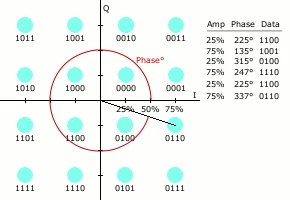 Q
Amp Phase Data
1011 1001 0010 0011
25% 225° 1100
75% 135° 1001
25% 315° 0100
75% 247° 1110
25% 225° 1100
75% 337° 0110
Phase°
1010 1000 0000 0001
I
25% 50% 75%
1101 1100 0100 0110
1111 1110 0101 0111